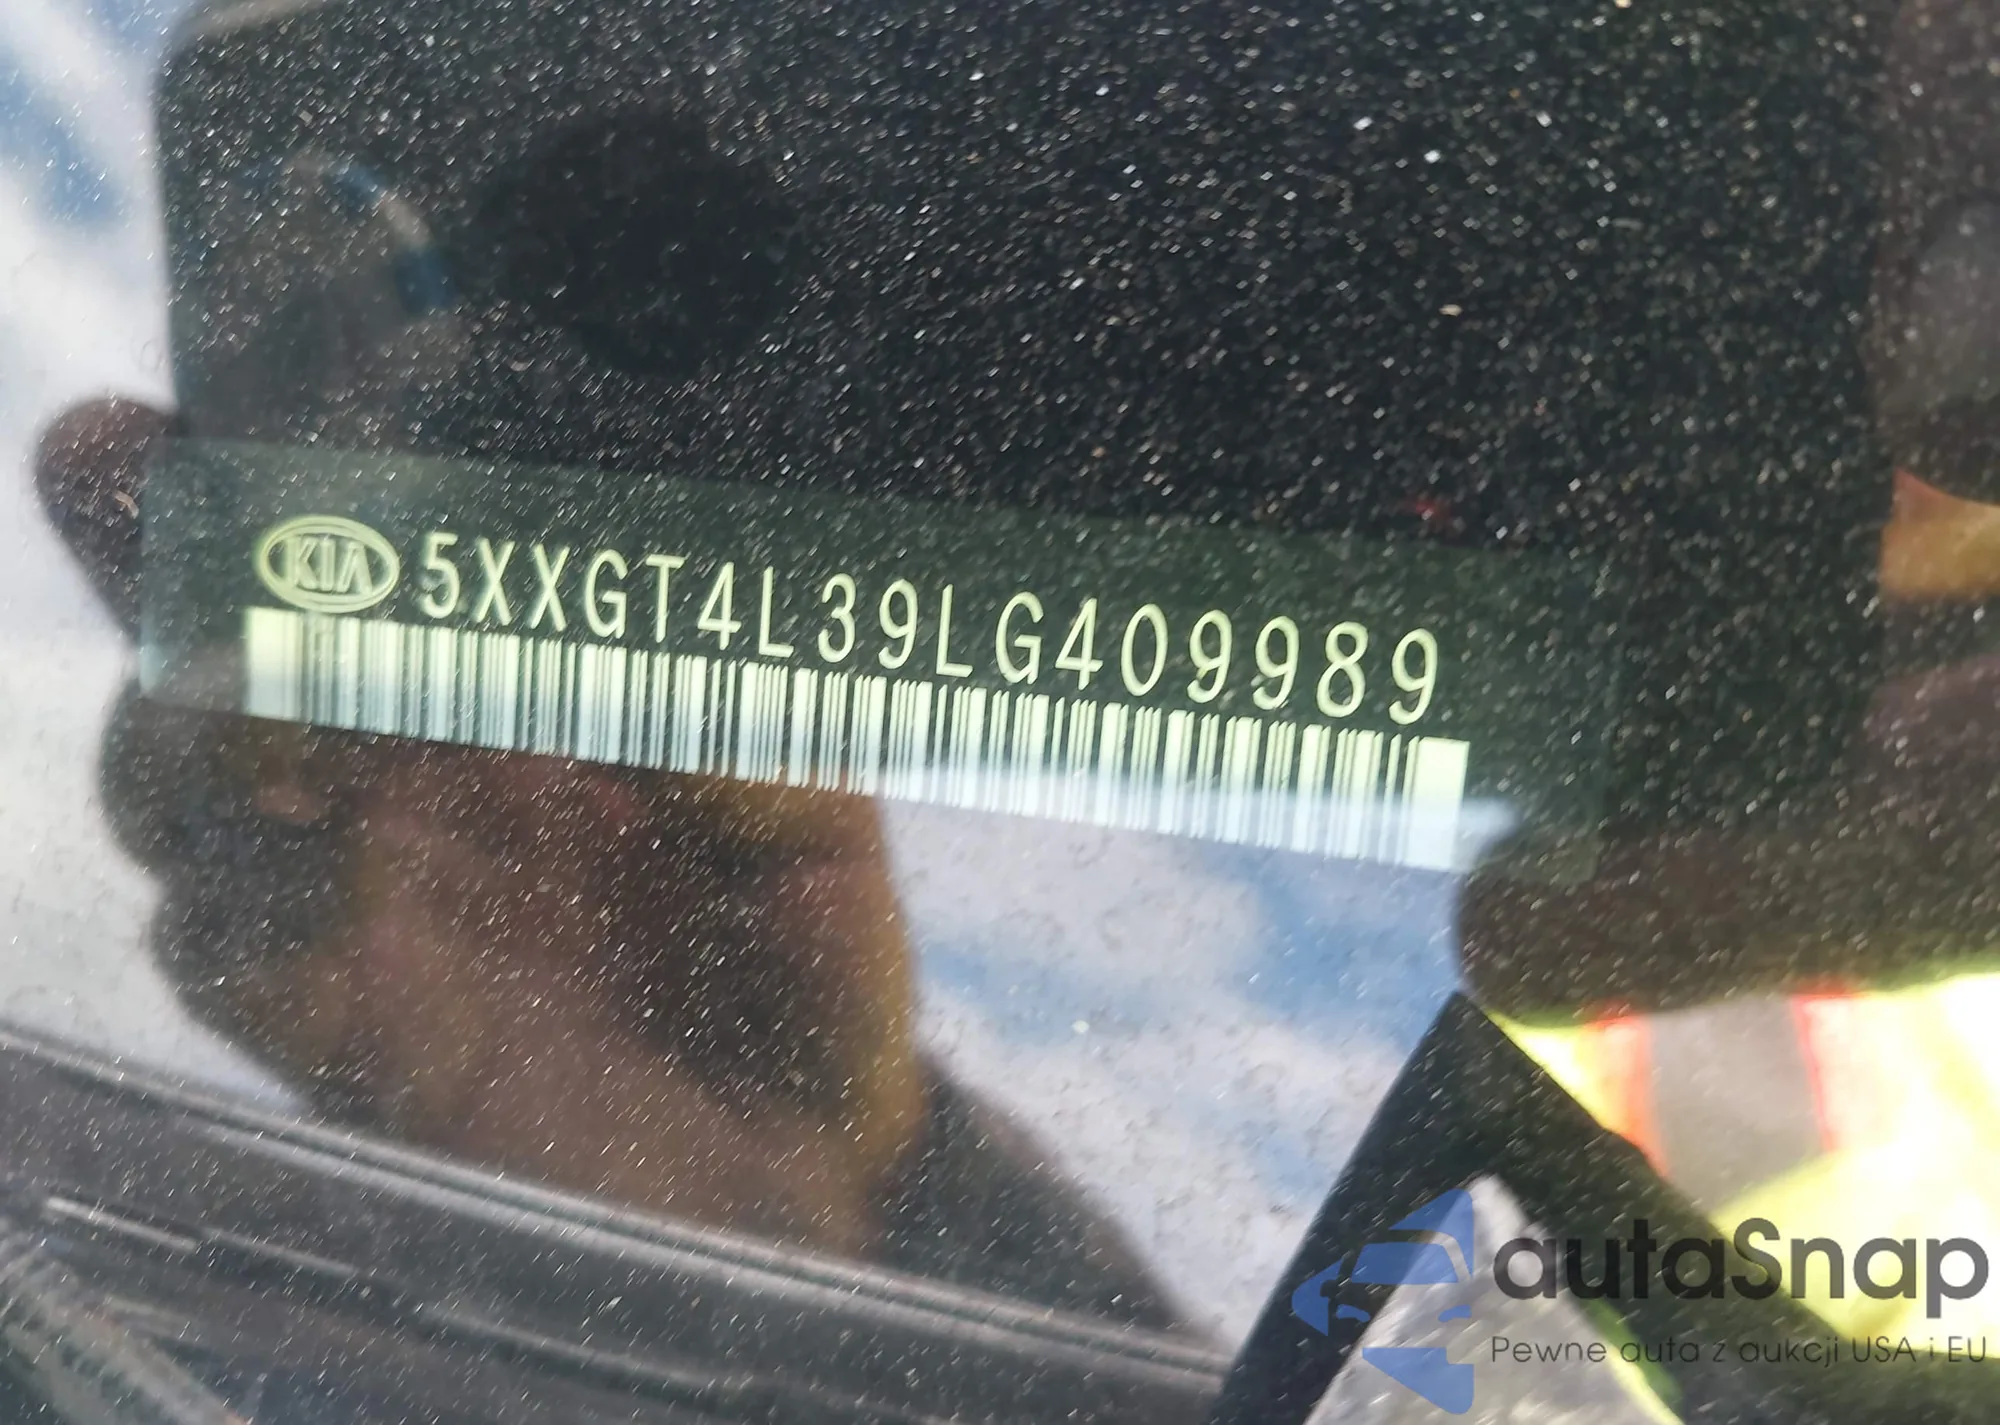 KIA 5XXGT4L39LG409989
autaSnap
Pewne auta z aukcji USA i EU